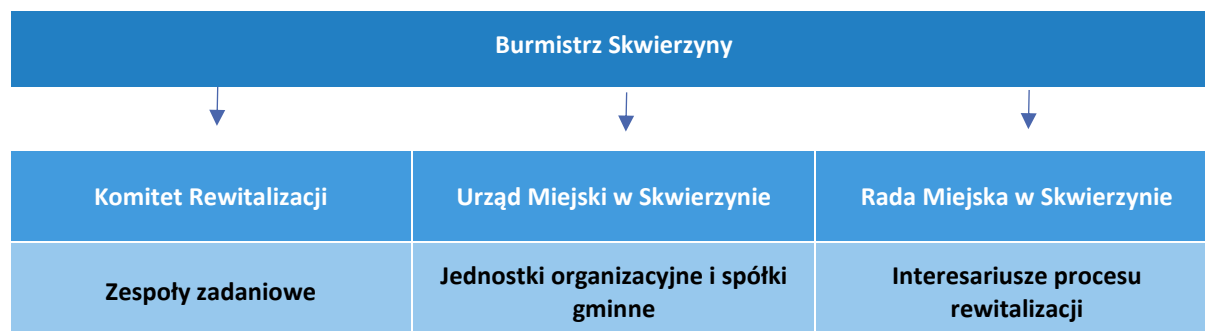 Burmistrz Skwierzyny
Komitet Rewitalizacji
Urząd Miejski w Skwierzynie
Rada Miejska w Skwierzynie
Zespoły zadaniowe
Jednostki organizacyjne i spółki
gminne
Interesariusze procesu
rewitalizacji